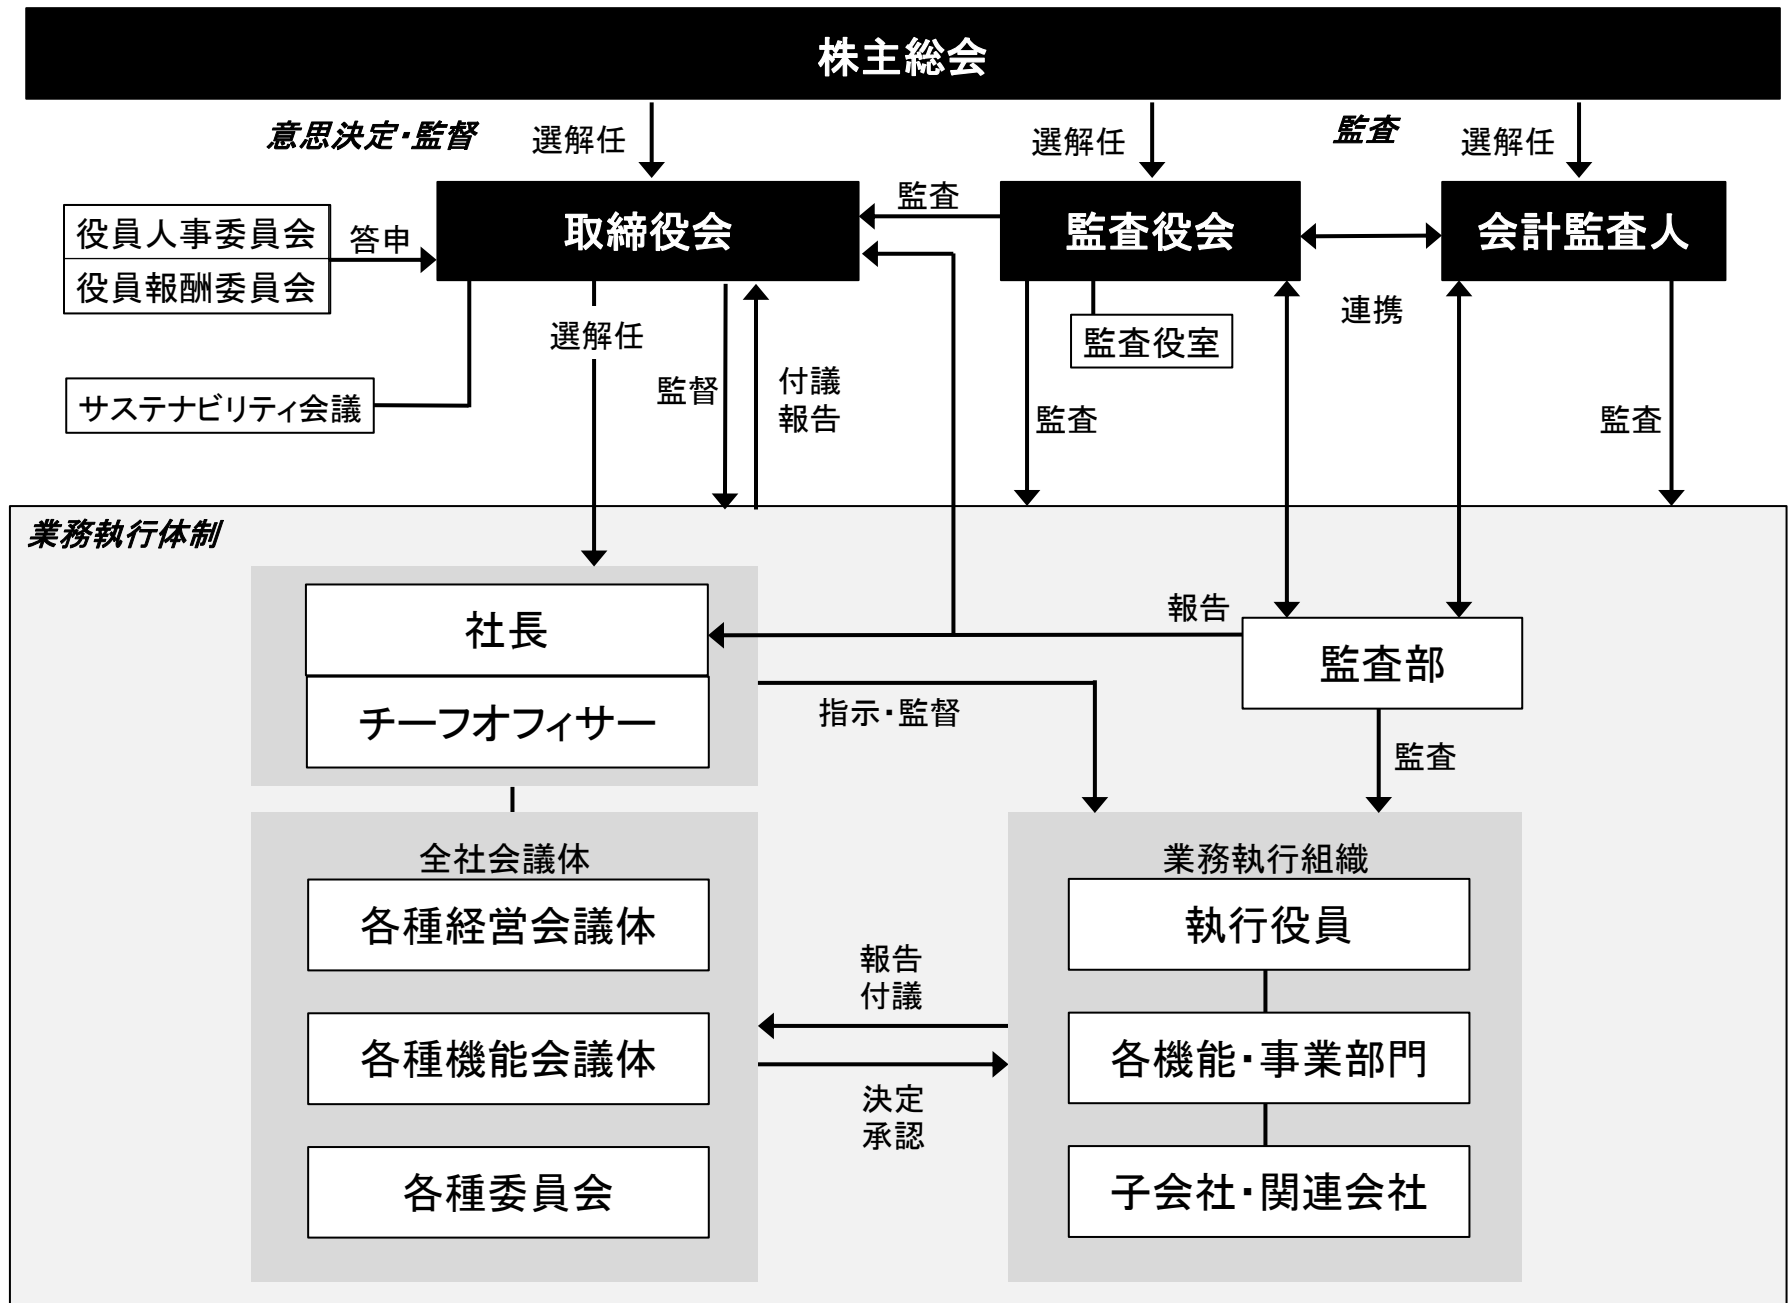 株主総会
意思決定・監督
選解任
選解任
監査
選解任
取締役会
監査
監査役会
会計監査人
役員人事委員会
役員報酬委員会
答申
連携
選解任
監査役室
サステナビリティ会議
監督
付議
報告
監査
監査
業務執行体制
社長
チーフオフィサー
報告
監査部
指示・監督
監査
全社会議体
各種経営会議体
各種機能会議体
各種委員会
報告
付議
決定
承認
業務執行組織
執行役員
各機能・事業部門
子会社・関連会社